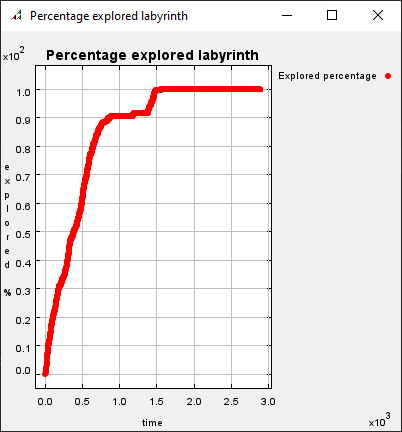 Percentage explored labyrinth
x10^2
Percentage explored labyrinth
Explored percentage
1.0
0.9
0.8
0.7
0.6
0.5
0.4
0.3
0.2
0.1
0.0
explored %
0.0 0.5 1.0 1.5 2.0 2.5 3.0
time
x10^3